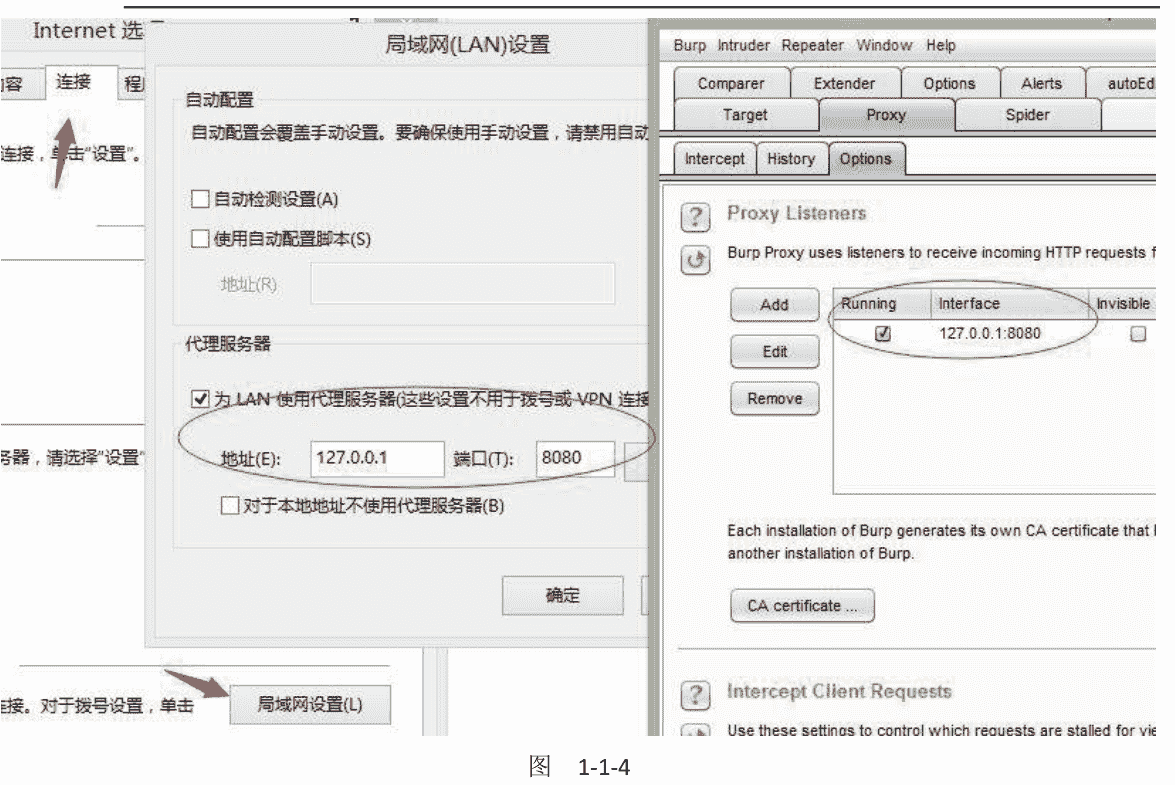 Internet 选
连接
自动配置
局域网(LAN)设置
连接，单击“设置”。
自动配置会覆盖手动设置。要确保使用手动设置，请禁用自动
自动检测设置(A)
使用自动配置脚本(S)
地址(R)
代理服务器
为 LAN 使用代理服务器(这些设置不用于拨号或 VPN 连接
务器，请选择“设置”
地址(E): 127.0.0.1 端口(T): 8080
对于本地地址不使用代理服务器(B)
确定
连接。对于拨号设置，单击
局域网设置(L)
Burp Intruder Repeater Window Help
Comparer Extender Options Alerts autoEd
Target Proxy Spider
Intercept History Options
? Proxy Listeners
Burp Proxy uses listeners to receive incoming HTTP requests f
Add Running Interface Invisible
127.0.0.1:8080
Edit
Remove
Each installation of Burp generates its own CA certificate that
another installation of Burp.
CA certificate ...
? Intercept Client Requests
Use these settings to control which requests are stalled for vie
图 1-1-4